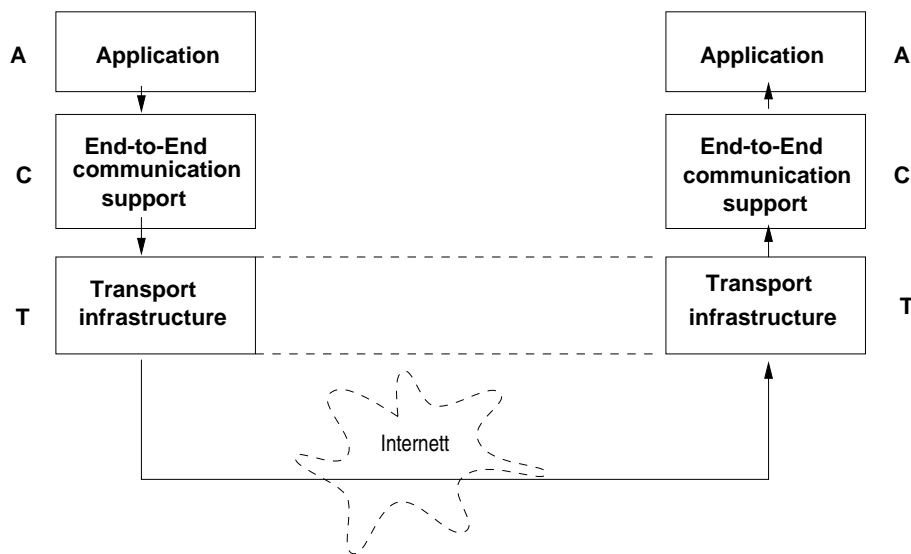 A
Application
Application
A
C
End-to-End
communication
support
End-to-End
communication
support
C
T
Transport
infrastructure
Transport
infrastructure
T
Internett